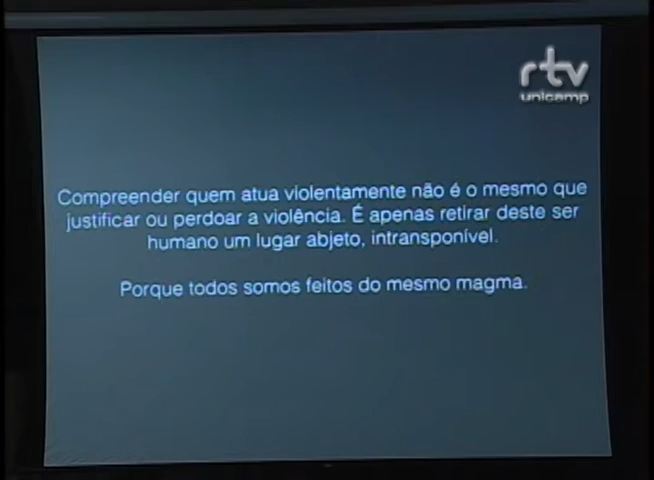 rtv
unicamp
Compreender quem atua violentamente não é o mesmo que
justificar ou perdoar a violência. É apenas retirar deste ser
humano um lugar abjeto, intransponível.
Porque todos somos feitos do mesmo magma.